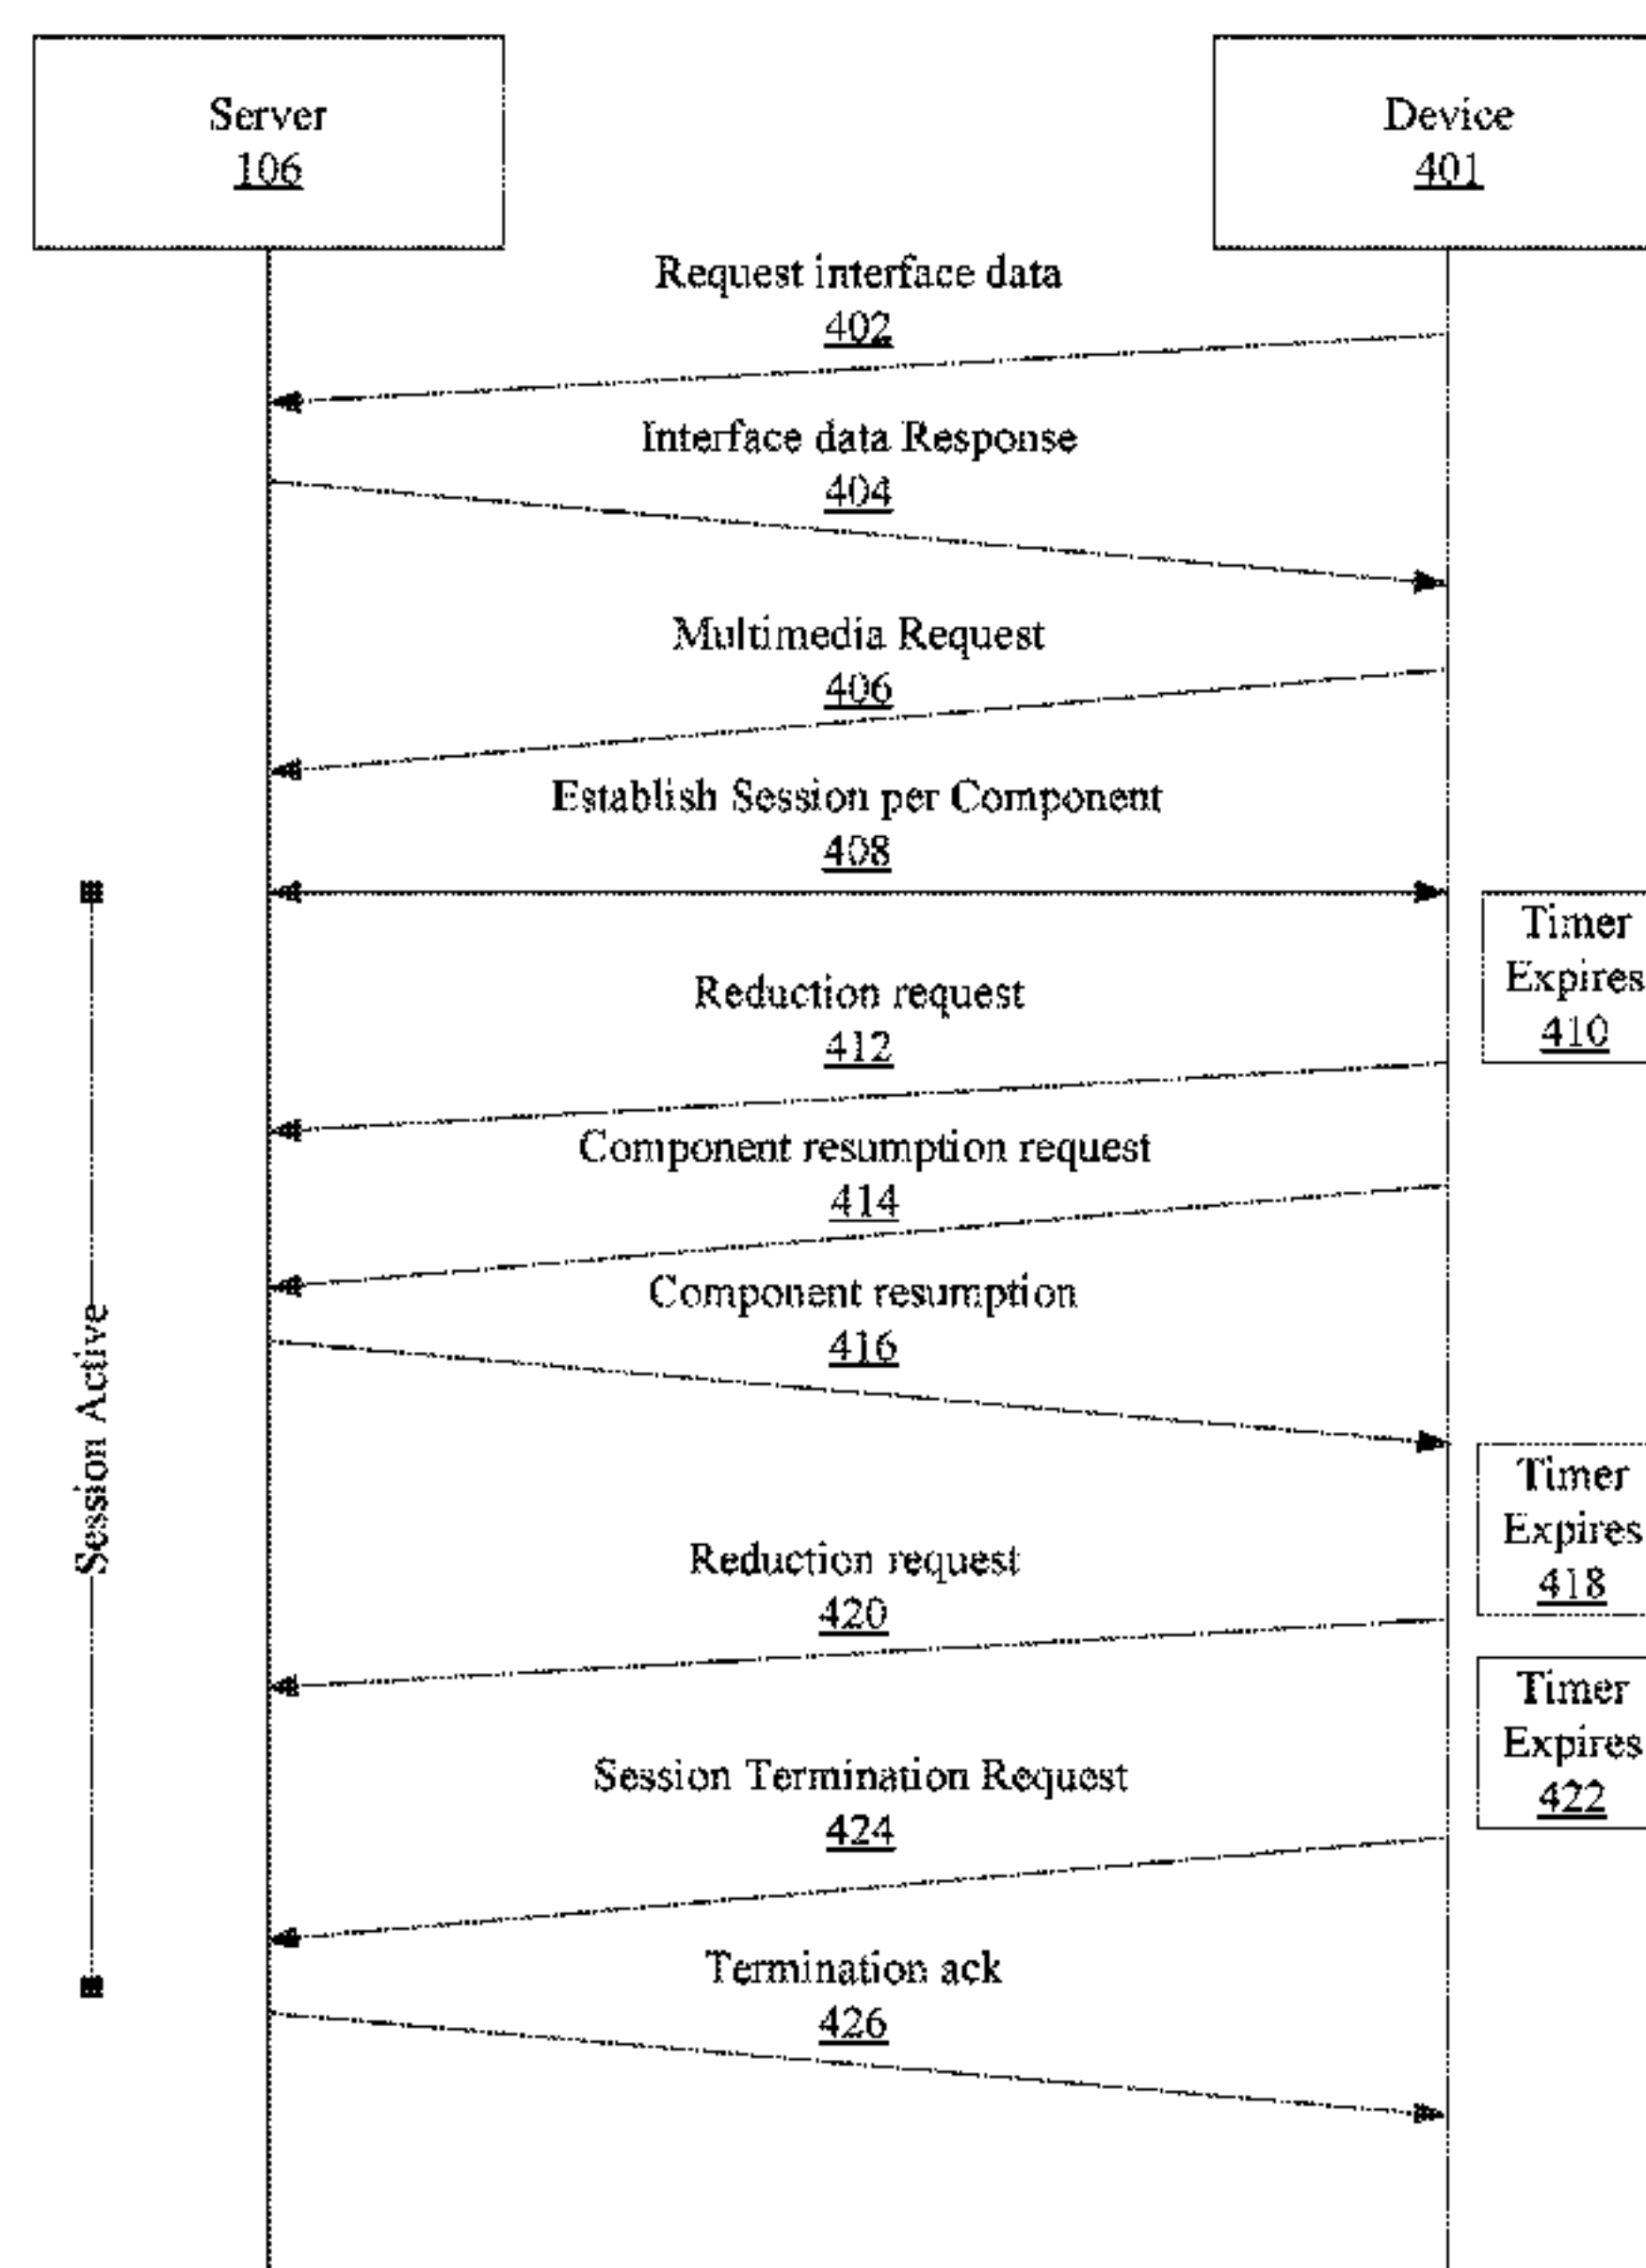 Server
106
Device
401
Request interface data
402
Interface data Response
404
Multimedia Request
406
Establish Session per Component
408
Timer
Expires
410
Reduction request
412
Component resumption request
414
Component resumption
416
Session Active
Timer
Expires
418
Reduction request
420
Timer
Expires
422
Session Termination Request
424
Termination ack
426